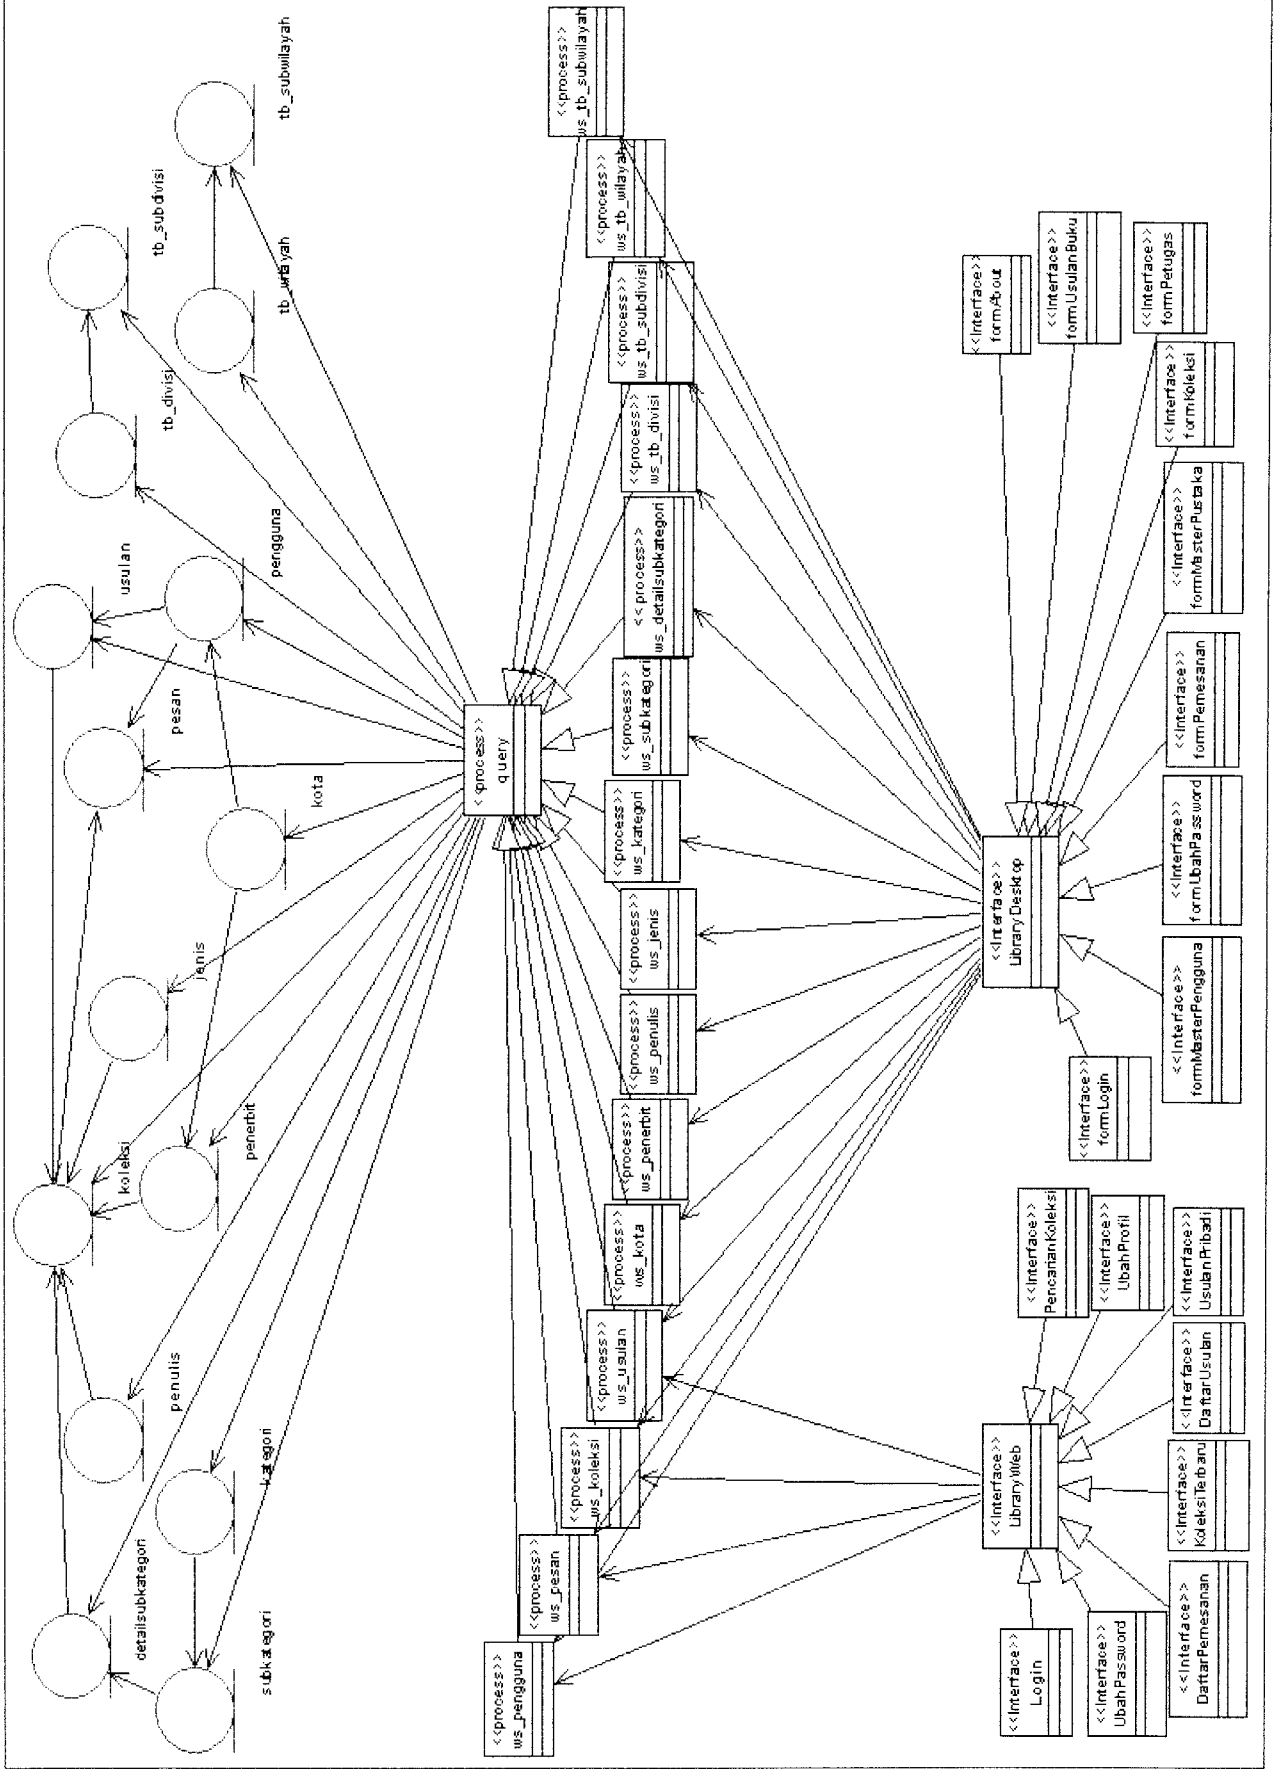 subkategori
detailsubkategori
kategori
penulis
koleksi
penerbit
jenis
kota
pesan
usulan
pengguna
tb_divisi
tb_subdivisi
tb_wilayah
tb_subwilayah
<<process>>
query
<<process>>
ws_pengguna
<<process>>
ws_pesan
<<process>>
ws_koleksi
<<process>>
ws_usulan
<<process>>
ws_kota
<<process>>
ws_penerbit
<<process>>
ws_penulis
<<process>>
ws_jenis
<<process>>
ws_kategori
<<process>>
ws_subkategori
<<process>>
ws_detailsubkategori
<<process>>
ws_tb_divisi
<<process>>
ws_tb_subdivisi
<<process>>
ws_tb_wilayah
<<process>>
ws_tb_subwilayah
<<Interface>>
LibraryWeb
<<Interface>>
LibraryDesktop
<<Interface>>
Login
<<Interface>>
UbahPassword
<<Interface>>
DaftarPemesanan
<<Interface>>
KoleksiTerbaru
<<Interface>>
DaftarUsulan
<<Interface>>
UsulanPribadi
<<Interface>>
UbahProfil
<<Interface>>
PencarianKoleksi
<<Interface>>
formLogin
<<Interface>>
formMasterPengguna
<<Interface>>
formUbahPassword
<<Interface>>
formPemesanan
<<Interface>>
formMasterPustaka
<<Interface>>
formKoleksi
<<Interface>>
formPetugas
<<Interface>>
formUsulanBuku
<<Interface>>
formAbout